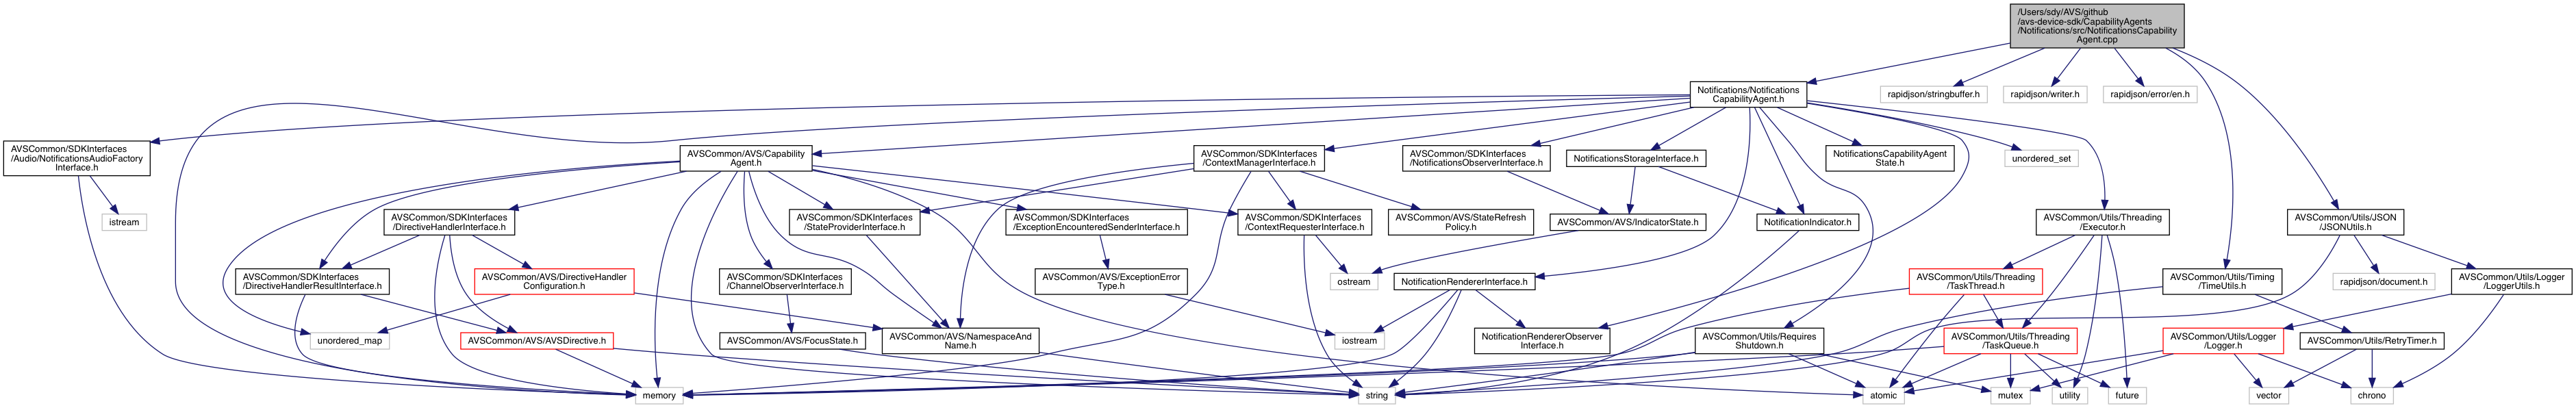 /Users/sdy/AVS/github
/avs-device-sdk/CapabilityAgents
/Notifications/src/NotificationsCapability
Agent.cpp
Notifications/Notifications
CapabilityAgent.h
rapidjson/stringbuffer.h
rapidjson/writer.h
rapidjson/error/en.h
AVSCommon/SDKInterfaces
/Audio/NotificationsAudioFactory
Interface.h
AVSCommon/AVS/Capability
Agent.h
AVSCommon/SDKInterfaces
/ContextManagerInterface.h
AVSCommon/SDKInterfaces
/NotificationsObserverInterface.h
NotificationsStorageInterface.h
NotificationsCapabilityAgent
State.h
unordered_set
istream
AVSCommon/SDKInterfaces
/DirectiveHandlerInterface.h
AVSCommon/SDKInterfaces
/StateProviderInterface.h
AVSCommon/SDKInterfaces
/ExceptionEncounteredSenderInterface.h
AVSCommon/SDKInterfaces
/ContextRequesterInterface.h
AVSCommon/AVS/StateRefresh
Policy.h
AVSCommon/AVS/IndicatorState.h
NotificationIndicator.h
AVSCommon/Utils/Threading
/Executor.h
AVSCommon/Utils/JSON
/JSONUtils.h
AVSCommon/SDKInterfaces
/DirectiveHandlerResultInterface.h
AVSCommon/AVS/DirectiveHandler
Configuration.h
AVSCommon/SDKInterfaces
/ChannelObserverInterface.h
AVSCommon/AVS/ExceptionError
Type.h
ostream
NotificationRendererInterface.h
AVSCommon/Utils/Threading
/TaskThread.h
AVSCommon/Utils/Timing
/TimeUtils.h
rapidjson/document.h
AVSCommon/Utils/Logger
/LoggerUtils.h
unordered_map
AVSCommon/AVS/AVSDirective.h
AVSCommon/AVS/FocusState.h
AVSCommon/AVS/NamespaceAnd
Name.h
iostream
NotificationRendererObserver
Interface.h
AVSCommon/Utils/Requires
Shutdown.h
AVSCommon/Utils/Threading
/TaskQueue.h
AVSCommon/Utils/Logger
/Logger.h
AVSCommon/Utils/RetryTimer.h
memory
string
atomic
mutex
utility
future
vector
chrono